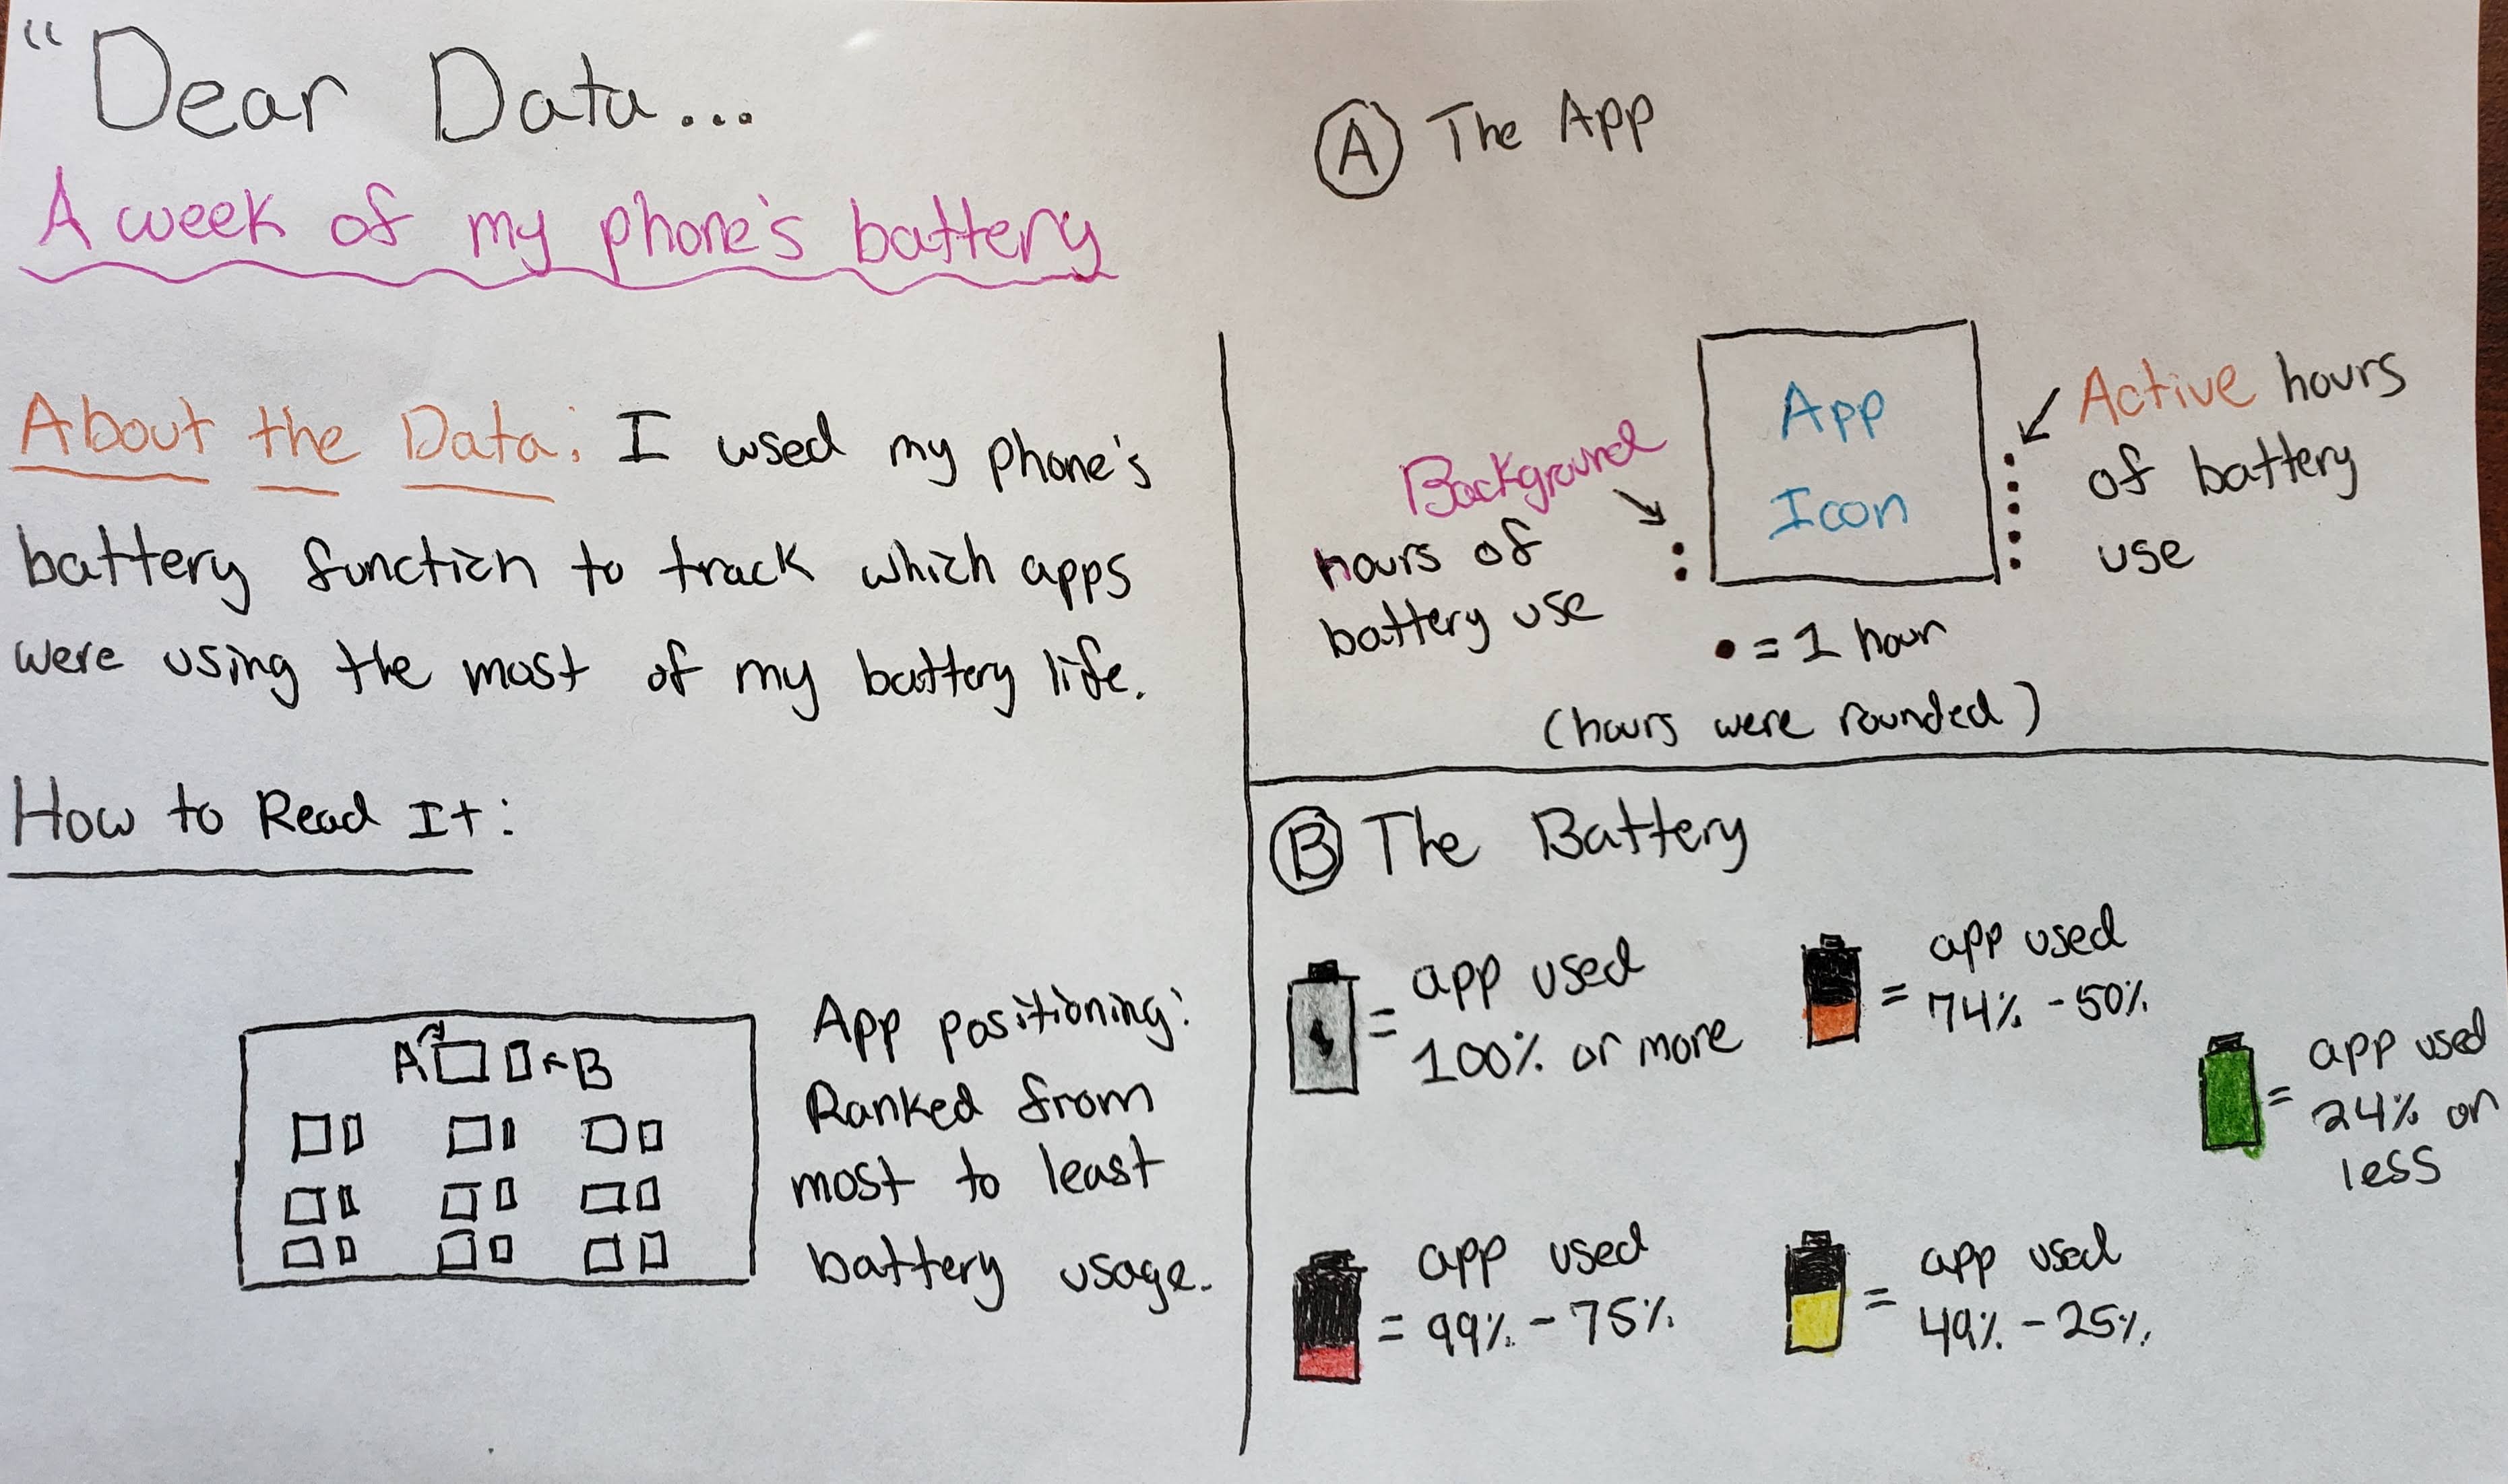 "Dear Data...
A week of my phone's battery
About the Data: I used my phone's
battery function to track which apps
were using the most of my battery life.
How to Read It:
A B
App positioning:
Ranked from
most to least
battery usage.
A The App
App
Icon
Background
hours of
battery use
Active hours
of battery
use
• = 1 hour
(hours were rounded)
B The Battery
= app used
100% or more
= app used
74% - 50%
= app used
24% or
less
= app used
99% - 75%
= app used
49% - 25%